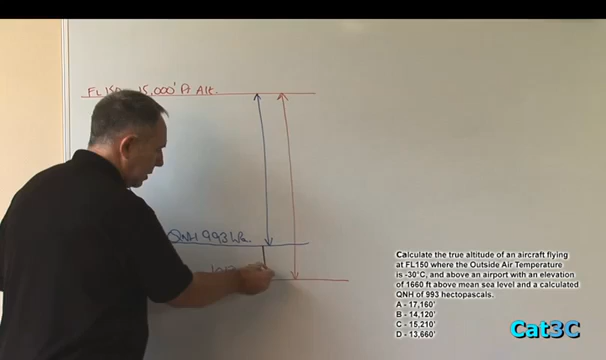 FL150 15,000' Ft Alt.
QNH 993 hPa.
Calculate the true altitude of an aircraft flying
at FL150 where the Outside Air Temperature
is -30°C, and above an airport with an elevation
of 1660 feet above mean sea level and a calculated
QNH of 993 hectopascals.
A - 17,160'
B - 14,120'
C - 15,210'
D - 13,660'
Cat3C